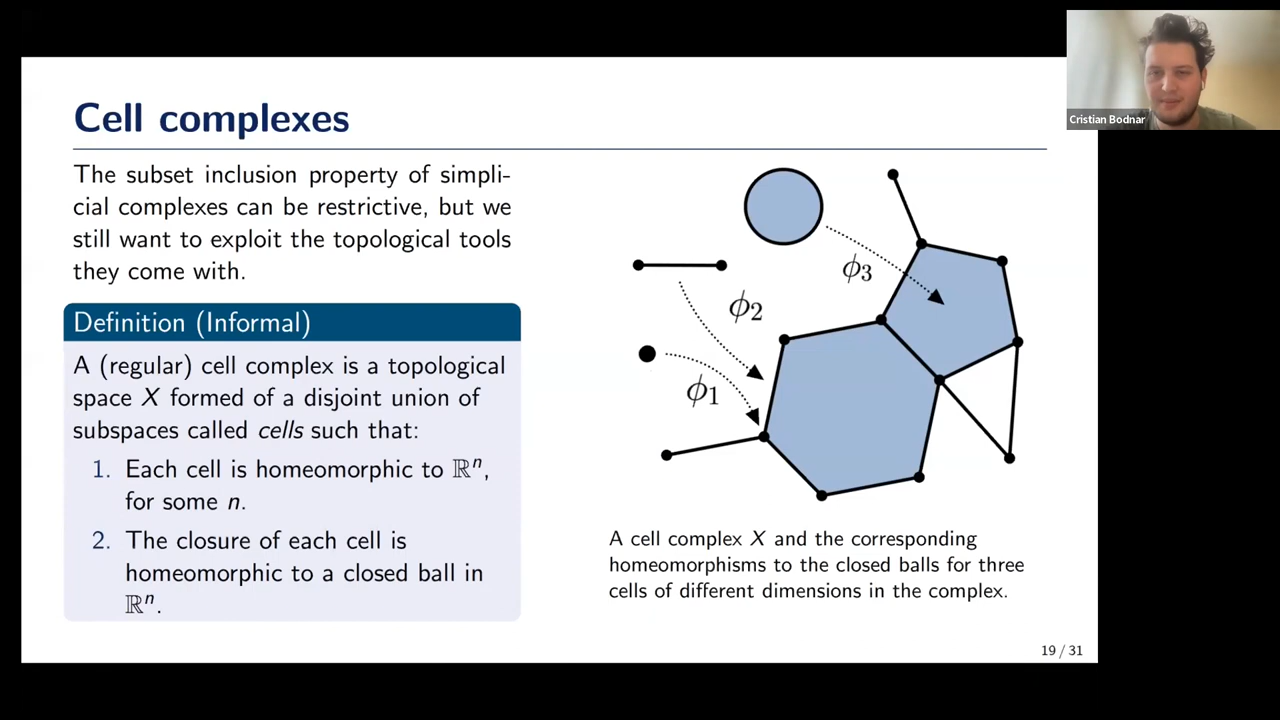 Cell complexes
The subset inclusion property of simpli-
cial complexes can be restrictive, but we
still want to exploit the topological tools
they come with.
Definition (Informal)
A (regular) cell complex is a topological
space X formed of a disjoint union of
subspaces called cells such that:
1. Each cell is homeomorphic to ℝⁿ,
for some n.
2. The closure of each cell is
homeomorphic to a closed ball in
ℝⁿ.
ϕ3
ϕ2
ϕ1
A cell complex X and the corresponding
homeomorphisms to the closed balls for three
cells of different dimensions in the complex.
19 / 31
Cristian Bodnar